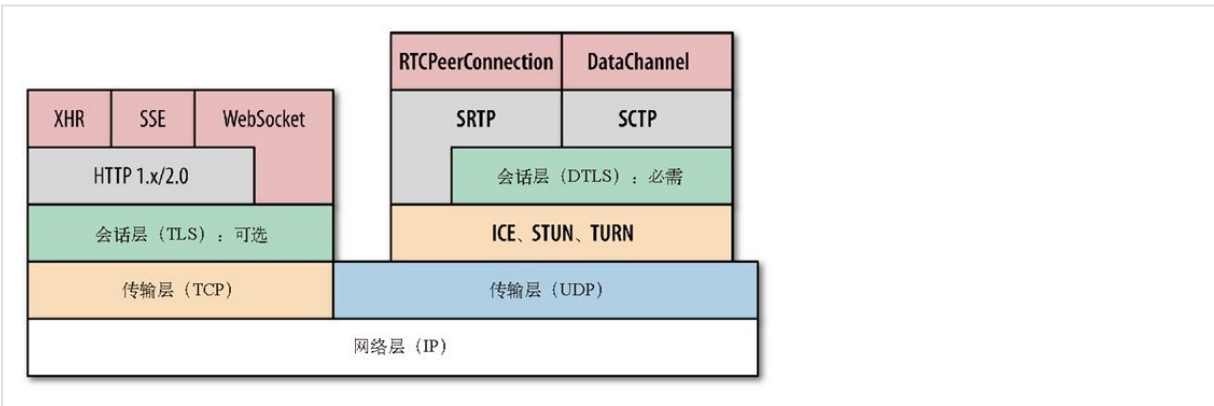 RTCPeerConnection DataChannel
XHR SSE WebSocket SRTP SCTP
HTTP 1.x/2.0 会话层（DTLS）：必需
会话层（TLS）：可选 ICE、STUN、TURN
传输层（TCP） 传输层（UDP）
网络层（IP）